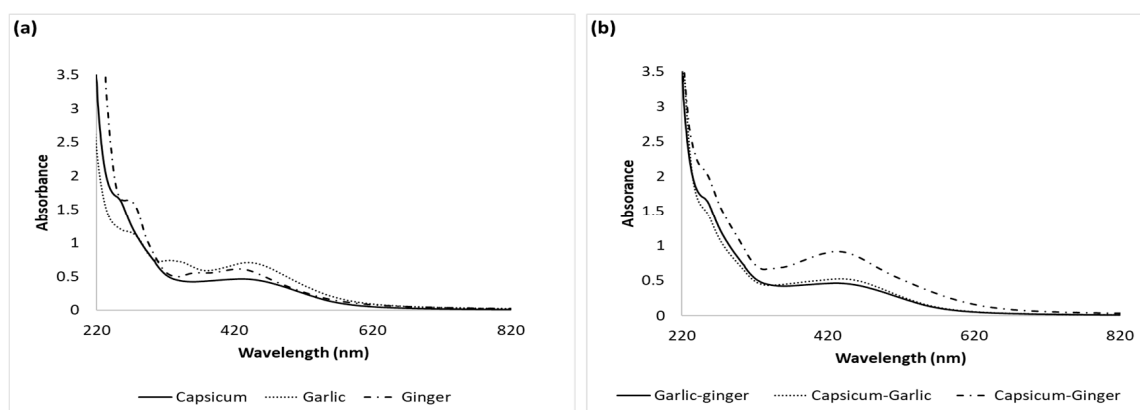 (a)
3.5
3
2.5
2
1.5
1
0.5
0
Absorbance
220 420 620 820
Wavelength (nm)
Capsicum Garlic Ginger
(b)
3.5
3
2.5
2
1.5
1
0.5
0
Absorance
220 420 620 820
Wavelength (nm)
Garlic-ginger Capsicum-Garlic Capsicum-Ginger